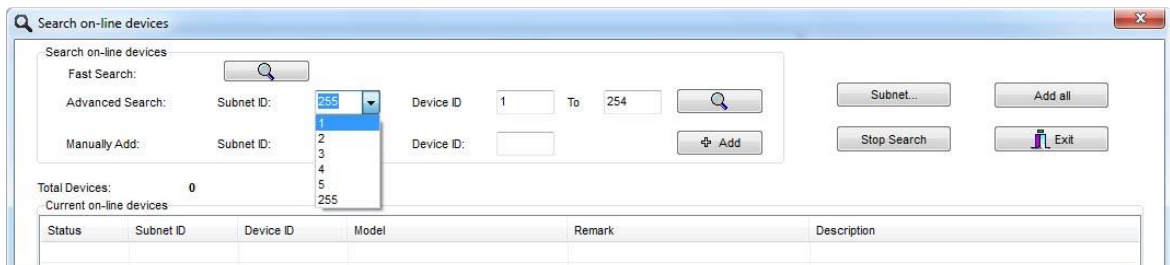 Search on-line devices
Search on-line devices
Fast Search:
Advanced Search: Subnet ID: 255 Device ID 1 To 254
Subnet... Add all
1
2
3
4
5
255
Manually Add: Subnet ID: Device ID: Add
Stop Search Exit
Total Devices: 0
Current on-line devices
Status Subnet ID Device ID Model Remark Description